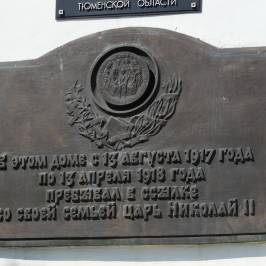 ТЮМЕНСКОЙ ОБЛАСТИ
В ЭТОМ ДОМЕ С 13 АВГУСТА 1917 ГОДА
ПО 13 АПРЕЛЯ 1918 ГОДА
ПРЕБЫВАЛ В ССЫЛКЕ
СО СВОЕЙ СЕМЬЕЙ ЦАРЬ НИКОЛАЙ II